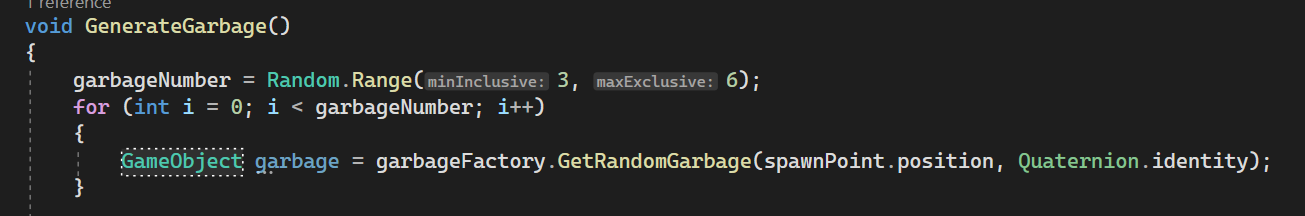 1 reference
void GenerateGarbage()
{
garbageNumber = Random.Range(minInclusive: 3, maxExclusive: 6);
for (int i = 0; i < garbageNumber; i++)
{
GameObject garbage = garbageFactory.GetRandomGarbage(spawnPoint.position, Quaternion.identity);
}